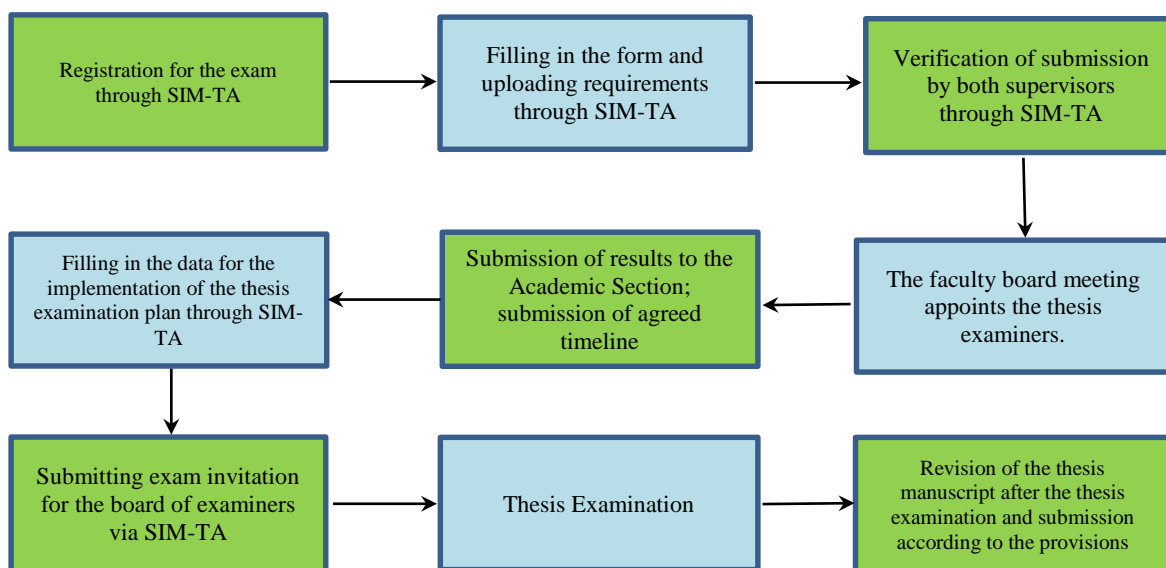 Registration for the exam
through SIM-TA
Filling in the form and
uploading requirements
through SIM-TA
Verification of submission
by both supervisors
through SIM-TA
The faculty board meeting
appoints the thesis
examiners.
Submission of results to the
Academic Section;
submission of agreed
timeline
Filling in the data for the
implementation of the thesis
examination plan through SIM-
TA
Submitting exam invitation
for the board of examiners
via SIM-TA
Thesis Examination
Revision of the thesis
manuscript after the thesis
examination and submission
according to the provisions